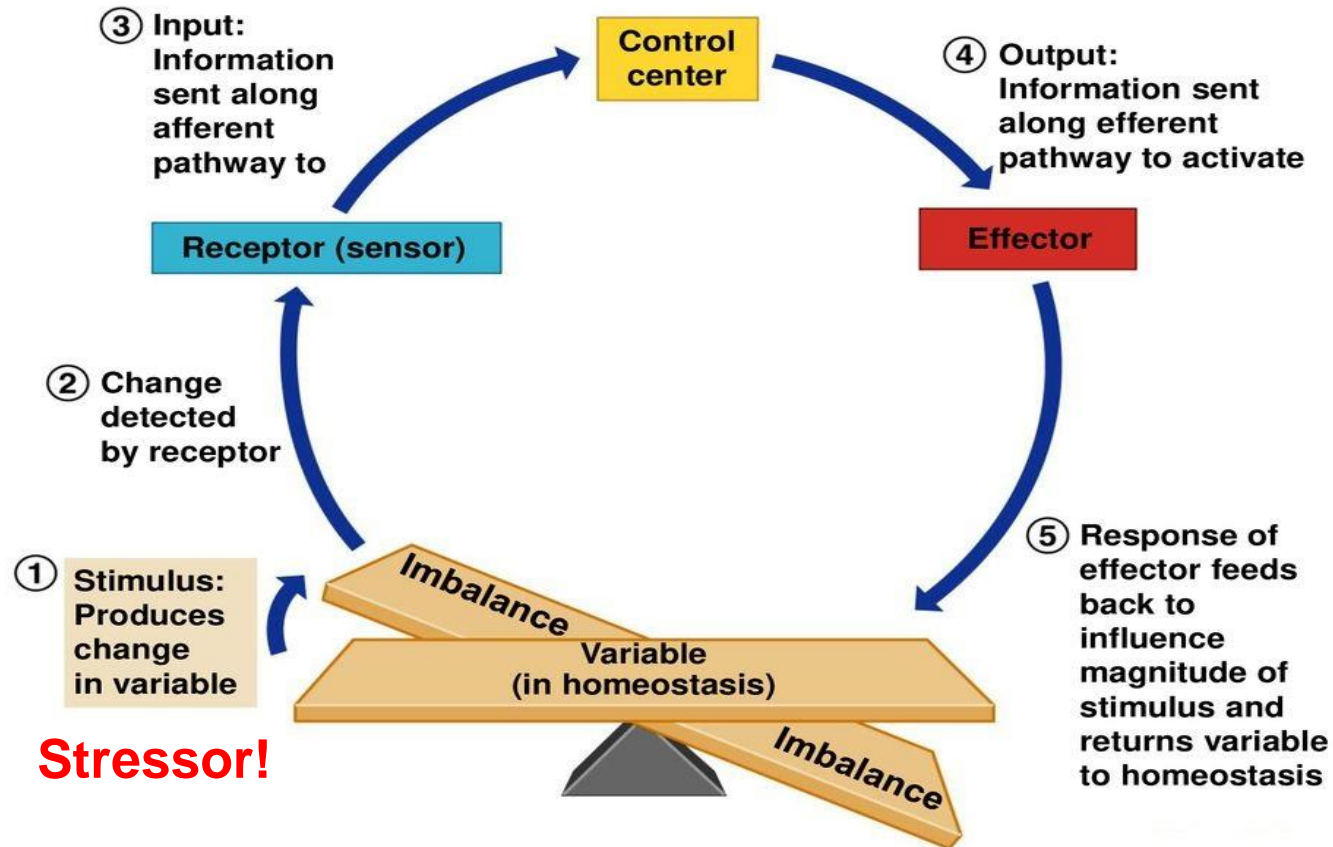 ① Stimulus:
Produces
change
in variable
Stressor!
② Change
detected
by receptor
Receptor (sensor)
③ Input:
Information
sent along
afferent
pathway to
Control
center
④ Output:
Information sent
along efferent
pathway to activate
Effector
⑤ Response of
effector feeds
back to
influence
magnitude of
stimulus and
returns variable
to homeostasis
Imbalance
Variable
(in homeostasis)
Imbalance